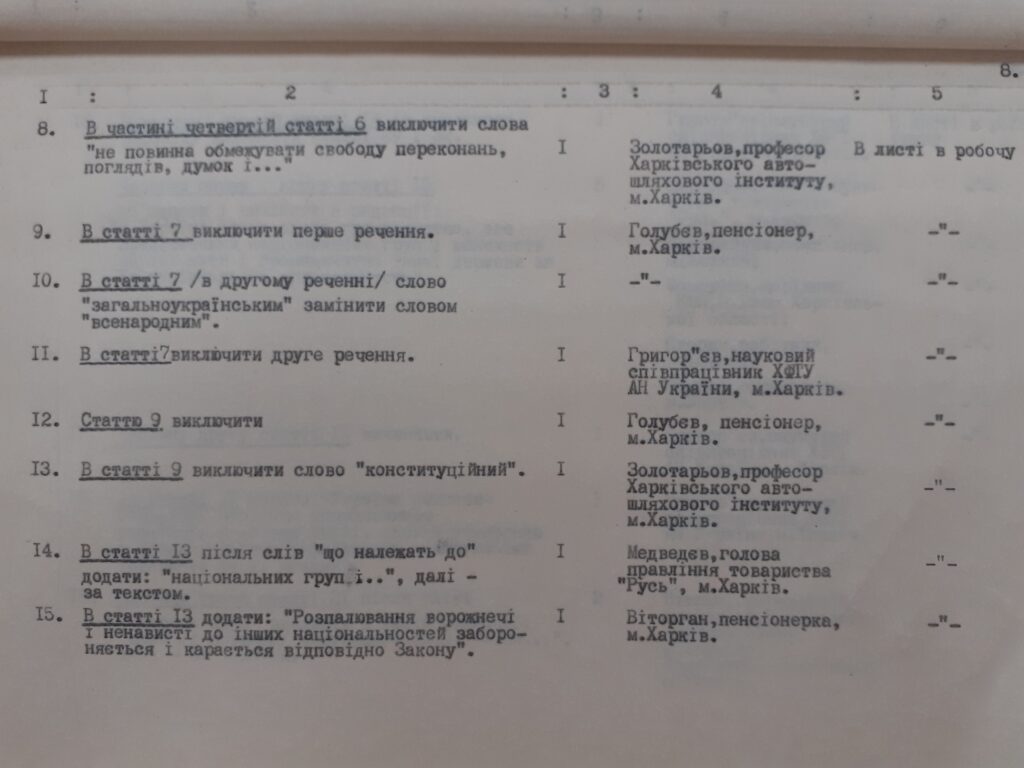 8.
I : 2 : 3 : 4 : 5
8. В частині четвертій статті 6 виключити слова
"не повинна обмежувати свободу переконань, I Золотарьов,професор В листі в робочу
поглядів, думок і..." Харківського авто-
шляхового інституту,
м.Харків.
9. В статті 7 виключити перше речення. I Голубєв,пенсіонер, -"-
м.Харків.
I0. В статті 7 /в другому реченні/ слово I -"- -"-
"загальноукраїнським" замінити словом
"всенародним".
II. В статті7виключити друге речення. I Григор"єв,науковий -"-
співпрацівник ХФТУ
АН України, м.Харків.
I2. Статтю 9 виключити I Голубєв, пенсіонер, -"-
м.Харків.
I3. В статті 9 виключити слово "конституційний". I Золотарьов,професор -"-
Харківського авто-
шляхового інституту,
м.Харків.
I4. В статті I3 після слів "що належать до" I Медведєв,голова -"-
додати: "національних груп і..", далі - правління товариства
за текстом. "Русь", м.Харків.
I5. В статті I3 додати: "Розпалювання ворожнечі I Віторган,пенсіонерка, -"-
і ненависті до інших національностей заборо- м.Харків.
няється і карається відповідно Закону".